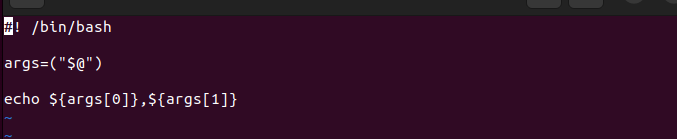 #! /bin/bash
args=("$@")
echo ${args[0]},${args[1]}
~
~